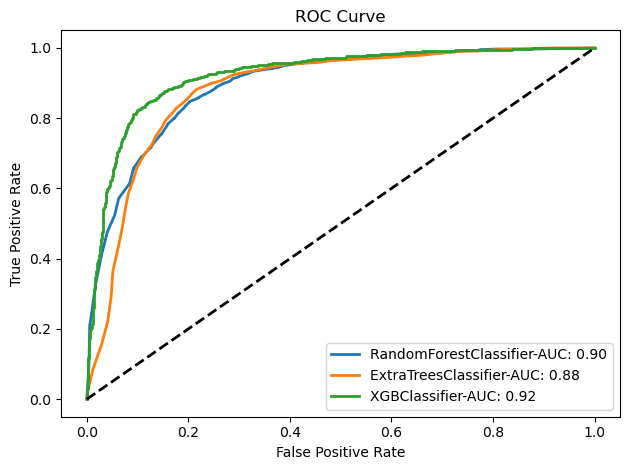 ROC Curve
1.0
0.8
0.6
0.4
0.2
0.0
True Positive Rate
RandomForestClassifier-AUC: 0.90
ExtraTreesClassifier-AUC: 0.88
XGBClassifier-AUC: 0.92
0.0 0.2 0.4 0.6 0.8 1.0
False Positive Rate